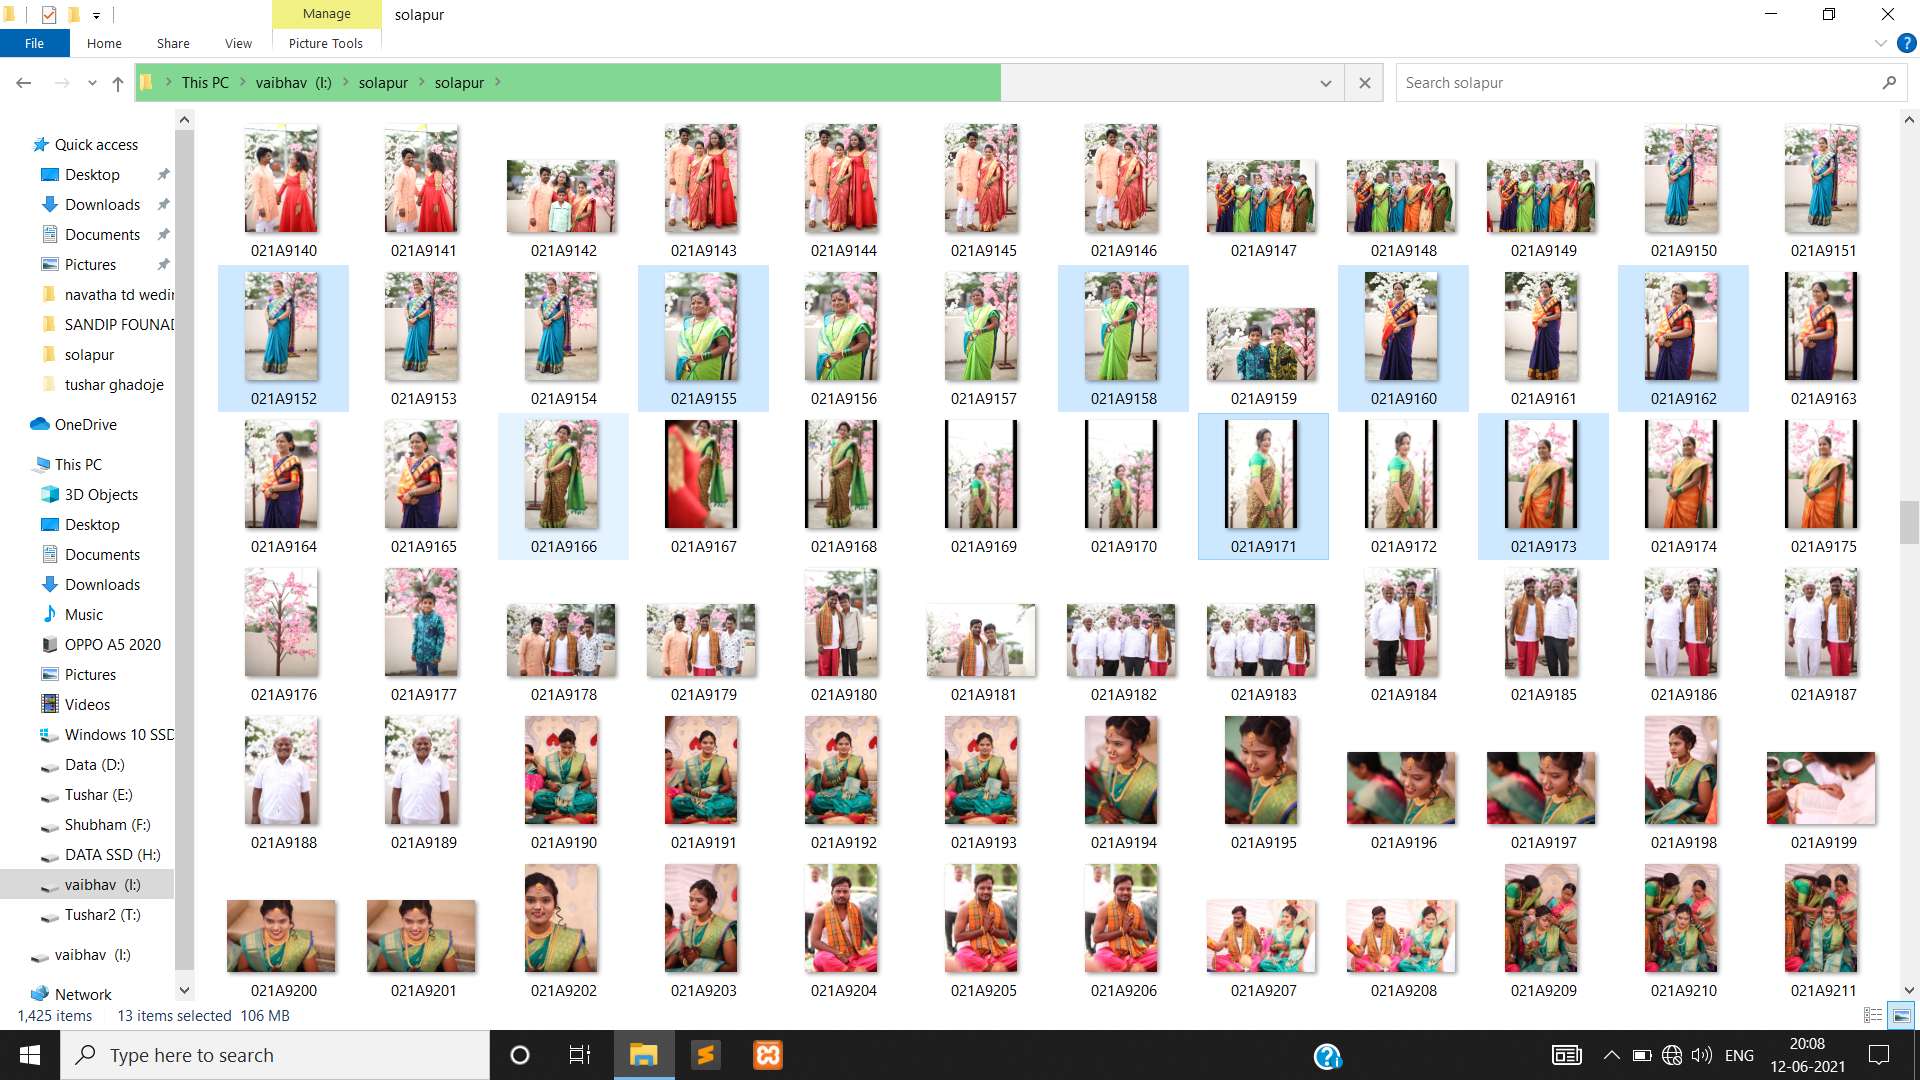 Manage
solapur
File
Home
Share
View
Picture Tools
This PC
vaibhav (I:)
solapur
solapur
Search solapur
Quick access
Desktop
Downloads
Documents
Pictures
navatha td wedin
SANDIP FOUNAD
solapur
tushar ghadoje
OneDrive
This PC
3D Objects
Desktop
Documents
Downloads
Music
OPPO A5 2020
Pictures
Videos
Windows 10 SSD
Data (D:)
Tushar (E:)
Shubham (F:)
DATA SSD (H:)
vaibhav (I:)
Tushar2 (T:)
vaibhav (I:)
Network
021A9140 021A9141 021A9142 021A9143 021A9144 021A9145 021A9146 021A9147 021A9148 021A9149 021A9150 021A9151
021A9152 021A9153 021A9154 021A9155 021A9156 021A9157 021A9158 021A9159 021A9160 021A9161 021A9162 021A9163
021A9164 021A9165 021A9166 021A9167 021A9168 021A9169 021A9170 021A9171 021A9172 021A9173 021A9174 021A9175
021A9176 021A9177 021A9178 021A9179 021A9180 021A9181 021A9182 021A9183 021A9184 021A9185 021A9186 021A9187
021A9188 021A9189 021A9190 021A9191 021A9192 021A9193 021A9194 021A9195 021A9196 021A9197 021A9198 021A9199
021A9200 021A9201 021A9202 021A9203 021A9204 021A9205 021A9206 021A9207 021A9208 021A9209 021A9210 021A9211
1,425 items 13 items selected 106 MB
Type here to search
ENG
20:08
12-06-2021